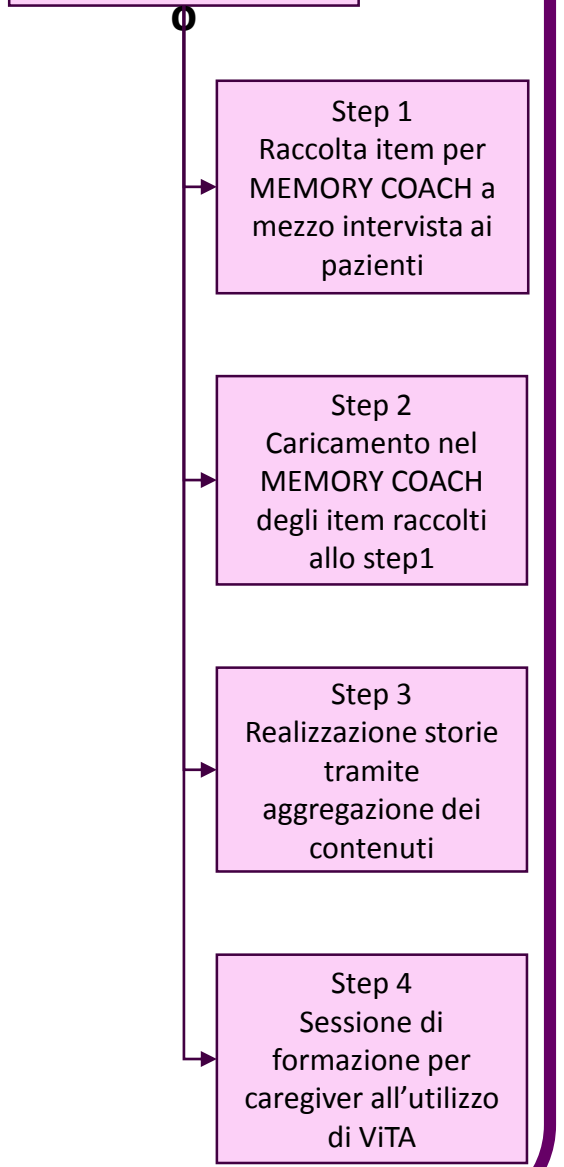 o
Step 1
Raccolta item per
MEMORY COACH a
mezzo intervista ai
pazienti
Step 2
Caricamento nel
MEMORY COACH
degli item raccolti
allo step1
Step 3
Realizzazione storie
tramite
aggregazione dei
contenuti
Step 4
Sessione di
formazione per
caregiver all’utilizzo
di ViTA